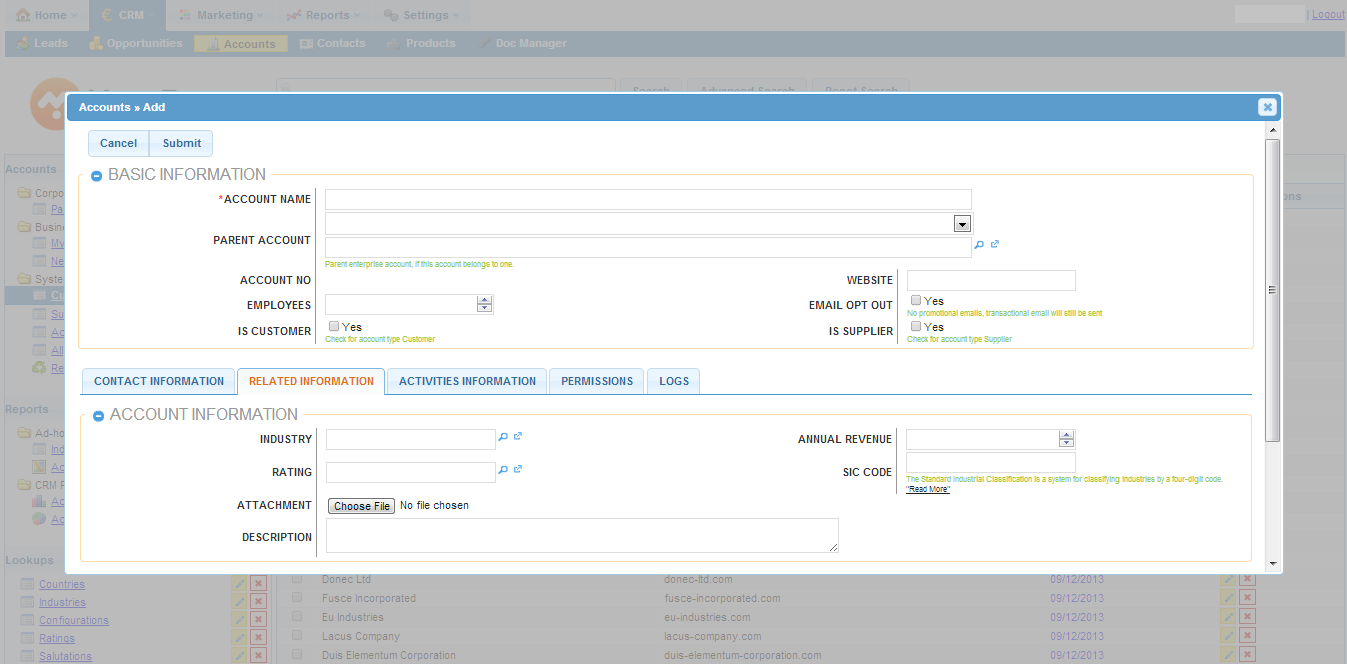 Home CRM Marketing Reports Settings | Logout
Leads Opportunities Accounts Contacts Products Doc Manager
Search Advanced Search Reset Search
Accounts » Add
Cancel Submit
BASIC INFORMATION
*ACCOUNT NAME
PARENT ACCOUNT
Parent enterprise account, if this account belongs to one.
ACCOUNT NO WEBSITE
EMPLOYEES EMAIL OPT OUT Yes
No promotional emails, transactional email will still be sent
IS CUSTOMER Yes IS SUPPLIER Yes
Check for account type Customer Check for account type Supplier
CONTACT INFORMATION RELATED INFORMATION ACTIVITIES INFORMATION PERMISSIONS LOGS
ACCOUNT INFORMATION
INDUSTRY ANNUAL REVENUE
RATING SIC CODE
The Standard Industrial Classification is a system for classifying industries by a four-digit code.
"Read More"
ATTACHMENT Choose File No file chosen
DESCRIPTION
Accounts
Corpo
Pa
Busin
My
Ne
Syste
Cu
Su
Ac
All
Re
Reports
Ad-ho
Ind
Ac
CRM R
Ac
Ac
Lookups
Countries Donec Ltd donec-ltd.com 09/12/2013
Industries Fusce Incorporated fusce-incorporated.com 09/12/2013
Configurations Eu Industries eu-industries.com 09/12/2013
Ratings Lacus Company lacus-company.com 09/12/2013
Salutations Duis Elementum Corporation duis-elementum-corporation.com 09/12/2013